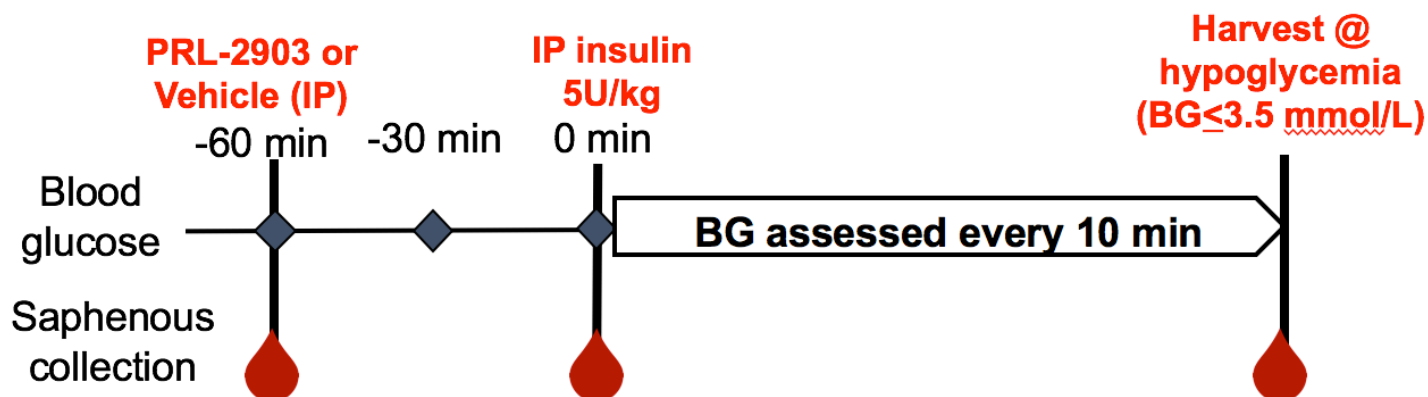 PRL-2903 or
Vehicle (IP)
-60 min
-30 min
IP insulin
5U/kg
0 min
Harvest @
hypoglycemia
(BG≤3.5 mmol/L)
Blood
glucose
BG assessed every 10 min
Saphenous
collection